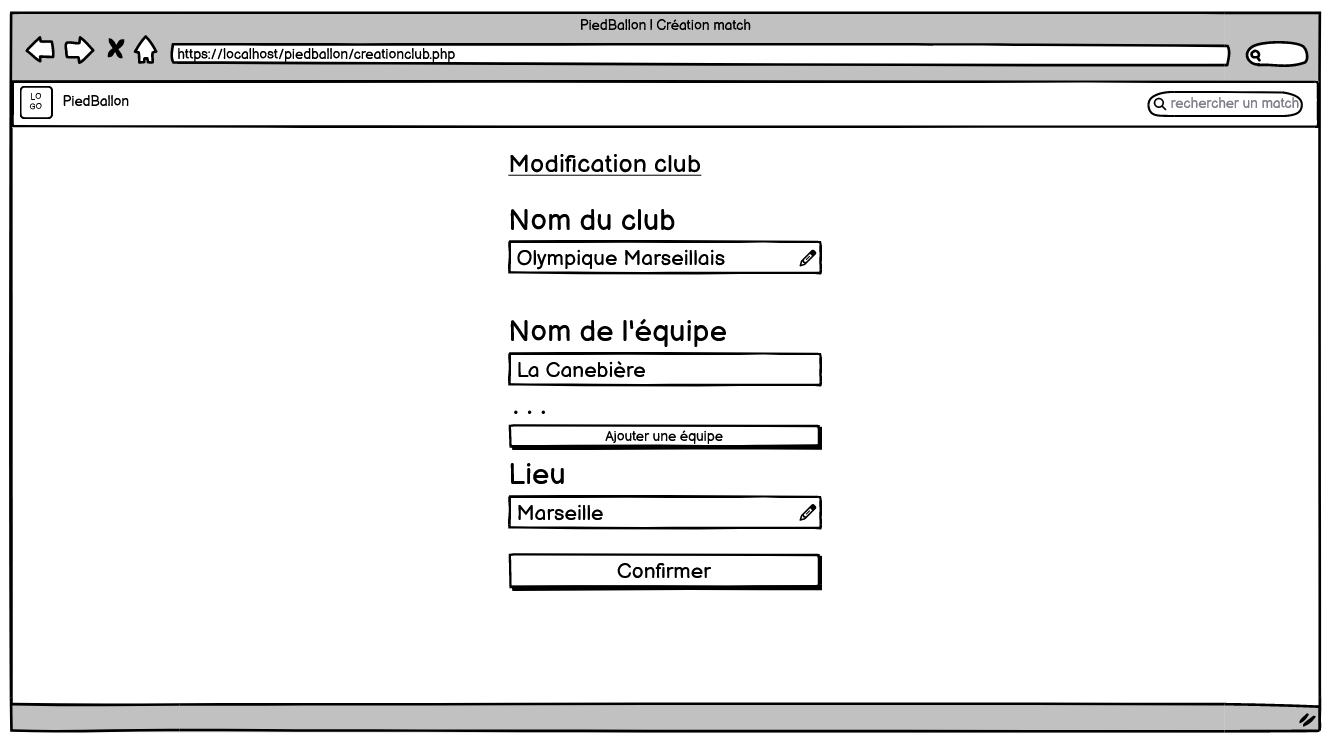 PiedBallon | Création match
https://localhost/piedballon/creationclub.php
LO
GO
PiedBallon
rechercher un match
Modification club
Nom du club
Olympique Marseillais
Nom de l'équipe
La Canebière
. . .
Ajouter une équipe
Lieu
Marseille
Confirmer